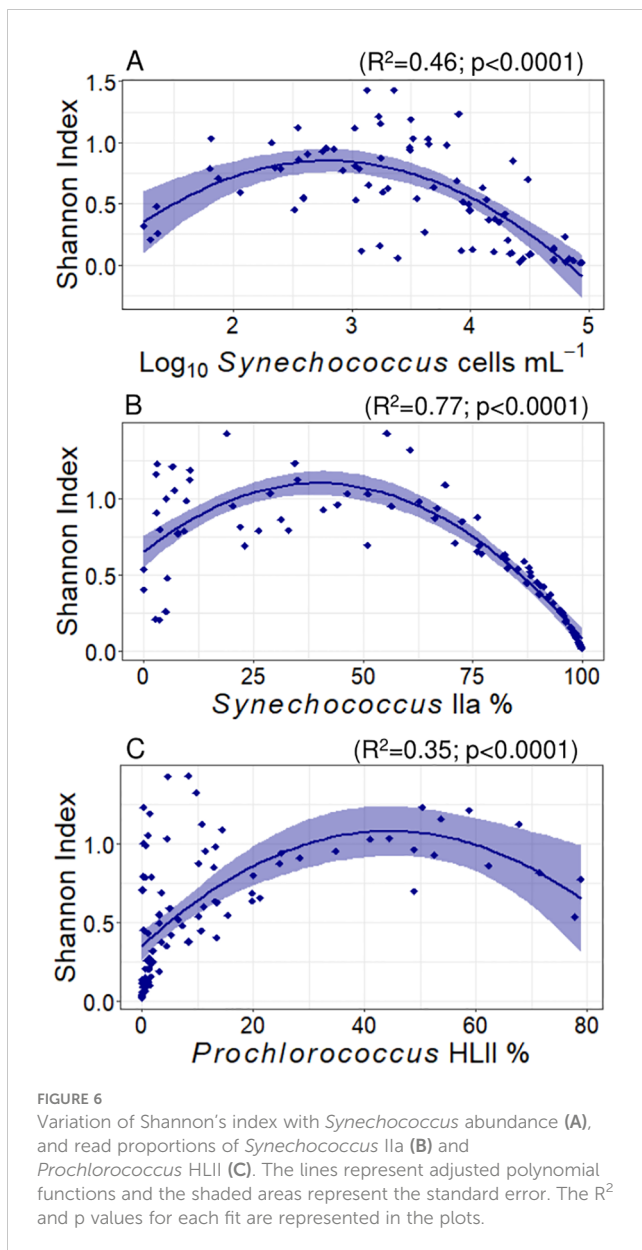 A (R²=0.46; p<0.0001)
1.5
1.0
0.5
0.0
Shannon Index
2 3 4 5
Log₁₀ Synechococcus cells mL⁻¹
B (R²=0.77; p<0.0001)
1.0
0.5
0.0
Shannon Index
0 25 50 75 100
Synechococcus IIa %
C (R²=0.35; p<0.0001)
1.0
0.5
0.0
Shannon Index
0 20 40 60 80
Prochlorococcus HLII %
FIGURE 6
Variation of Shannon’s index with Synechococcus abundance (A),
and read proportions of Synechococcus IIa (B) and
Prochlorococcus HLII (C). The lines represent adjusted polynomial
functions and the shaded areas represent the standard error. The R²
and p values for each fit are represented in the plots.